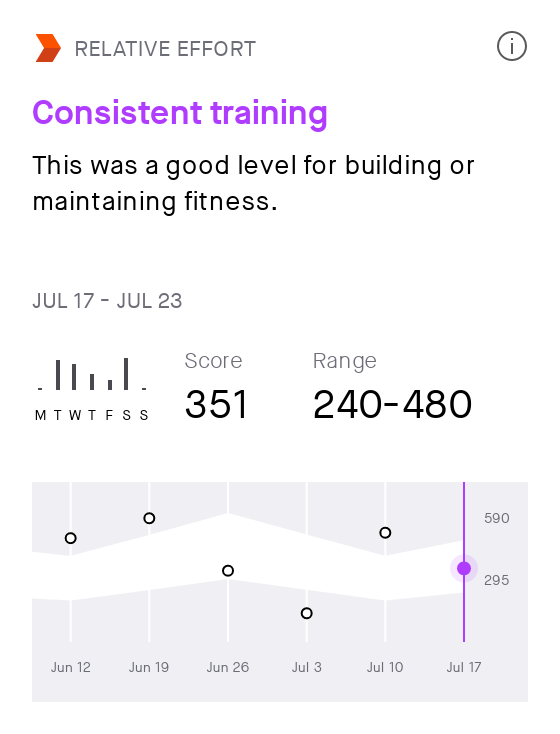 RELATIVE EFFORT
Consistent training
This was a good level for building or
maintaining fitness.
JUL 17 - JUL 23
Score
Range
M T W T F S S
351
240-480
590
295
Jun 12
Jun 19
Jun 26
Jul 3
Jul 10
Jul 17